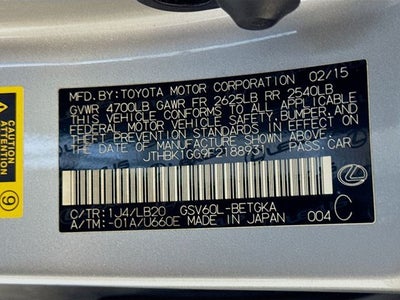 MFD.BY:TOYOTA MOTOR CORPORATION 02/15
GVWR 4700LB GAWR FR 2625LB RR 2540LB
THIS VEHICLE CONFORMS TO ALL APPLICABLE
FEDERAL MOTOR VEHICLE SAFETY,BUMPER,AND
THEFT PREVENTION STANDARDS IN EFFECT ON
THE DATE OF MANUFACTURE SHOWN ABOVE.
JTHBK1GG9F2188931 PASS.CAR
C/TR:1J4/LB20 GSV60L-BETGKA
A/TM:-01A/U660E MADE IN JAPAN 004 C
CAUTION
ATTENTION
9